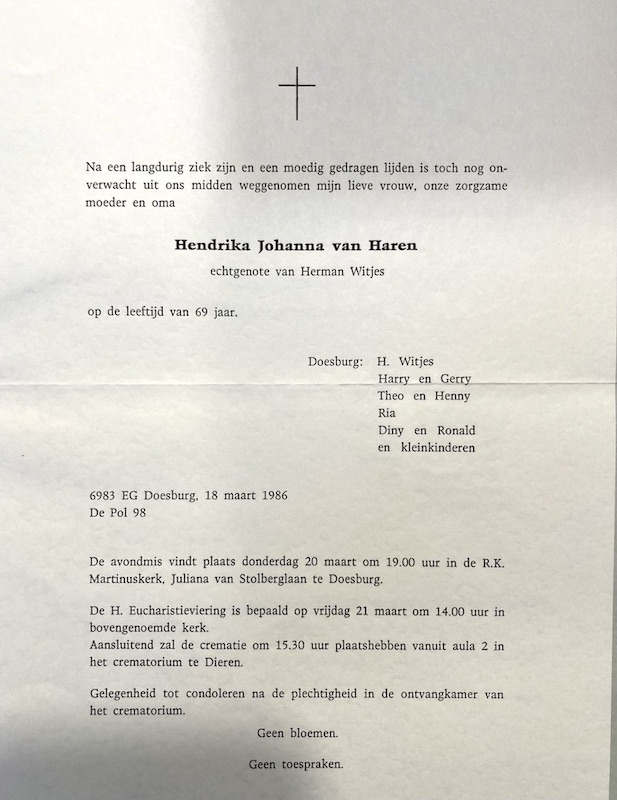 Na een langdurig ziek zijn en een moedig gedragen lijden is toch nog on-
verwacht uit ons midden weggenomen mijn lieve vrouw, onze zorgzame
moeder en oma
Hendrika Johanna van Haren
echtgenote van Herman Witjes
op de leeftijd van 69 jaar.
Doesburg: H. Witjes
Harry en Gerry
Theo en Henny
Ria
Diny en Ronald
en kleinkinderen
6983 EG Doesburg, 18 maart 1986
De Pol 98
De avondmis vindt plaats donderdag 20 maart om 19.00 uur in de R.K.
Martinuskerk, Juliana van Stolberglaan te Doesburg.
De H. Eucharistieviering is bepaald op vrijdag 21 maart om 14.00 uur in
bovengenoemde kerk.
Aansluitend zal de crematie om 15.30 uur plaatshebben vanuit aula 2 in
het crematorium te Dieren.
Gelegenheid tot condoleren na de plechtigheid in de ontvangkamer van
het crematorium.
Geen bloemen.
Geen toespraken.